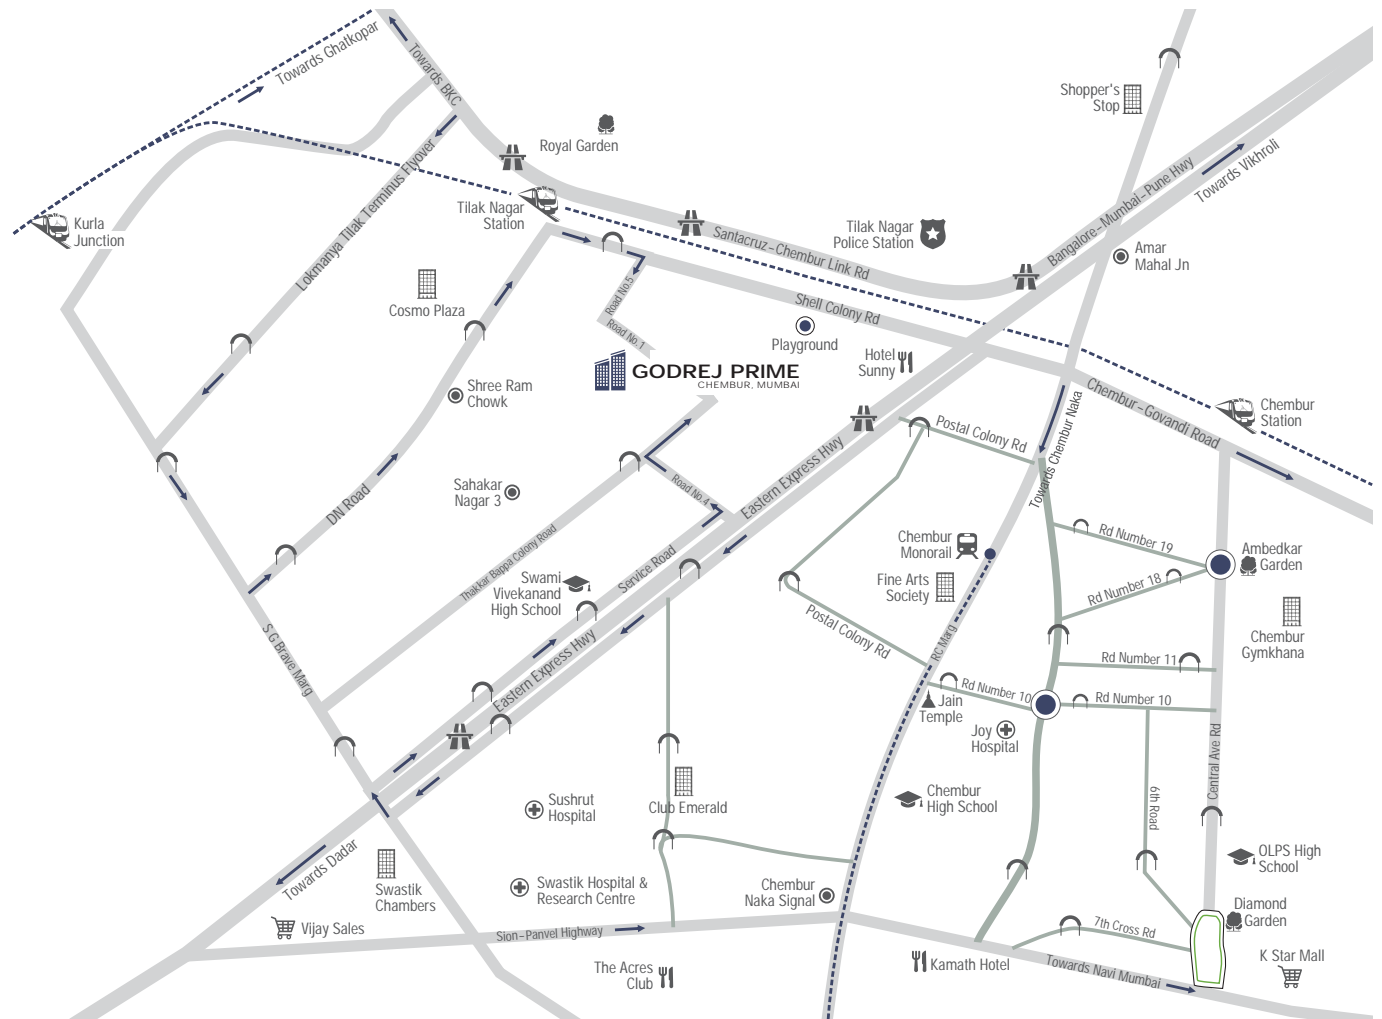 Towards Ghatkopar
Towards BKC
Royal Garden
Shopper's
Stop
Bangalore-Mumbai-Pune Hwy
Towards Vikhroli
Kurla
Junction
Lokmanya Tilak Terminus Flyover
Tilak Nagar
Station
Santacruz-Chembur Link Rd
Tilak Nagar
Police Station
Amar
Mahal Jn
Cosmo Plaza
Road No.5
Road No.1
Shell Colony Rd
Playground
Hotel
Sunny
GODREJ PRIME
CHEMBUR, MUMBAI
Shree Ram
Chowk
Chembur-Govandi Road
Chembur
Station
Towards Chembur Naka
Postal Colony Rd
Eastern Express Hwy
Sahakar
Nagar 3
DN Road
Road No.4
Thakkar Bappa Colony Road
Service Road
Swami
Vivekanand
High School
Chembur
Monorail
Fine Arts
Society
Rd Number 19
Rd Number 18
Ambedkar
Garden
Chembur
Gymkhana
Postal Colony Rd
RC Marg
Rd Number 11
S G Brave Marg
Eastern Express Hwy
Rd Number 10
Rd Number 10
Jain
Temple
Joy
Hospital
Central Ave Rd
6th Road
Sushrut
Hospital
Club Emerald
Chembur
High School
OLPS High
School
Towards Dadar
Swastik
Chambers
Swastik Hospital &
Research Centre
Chembur
Naka Signal
Diamond
Garden
Vijay Sales
Sion-Panvel Highway
7th Cross Rd
The Acres
Club
Kamath Hotel
Towards Navi Mumbai
K Star Mall